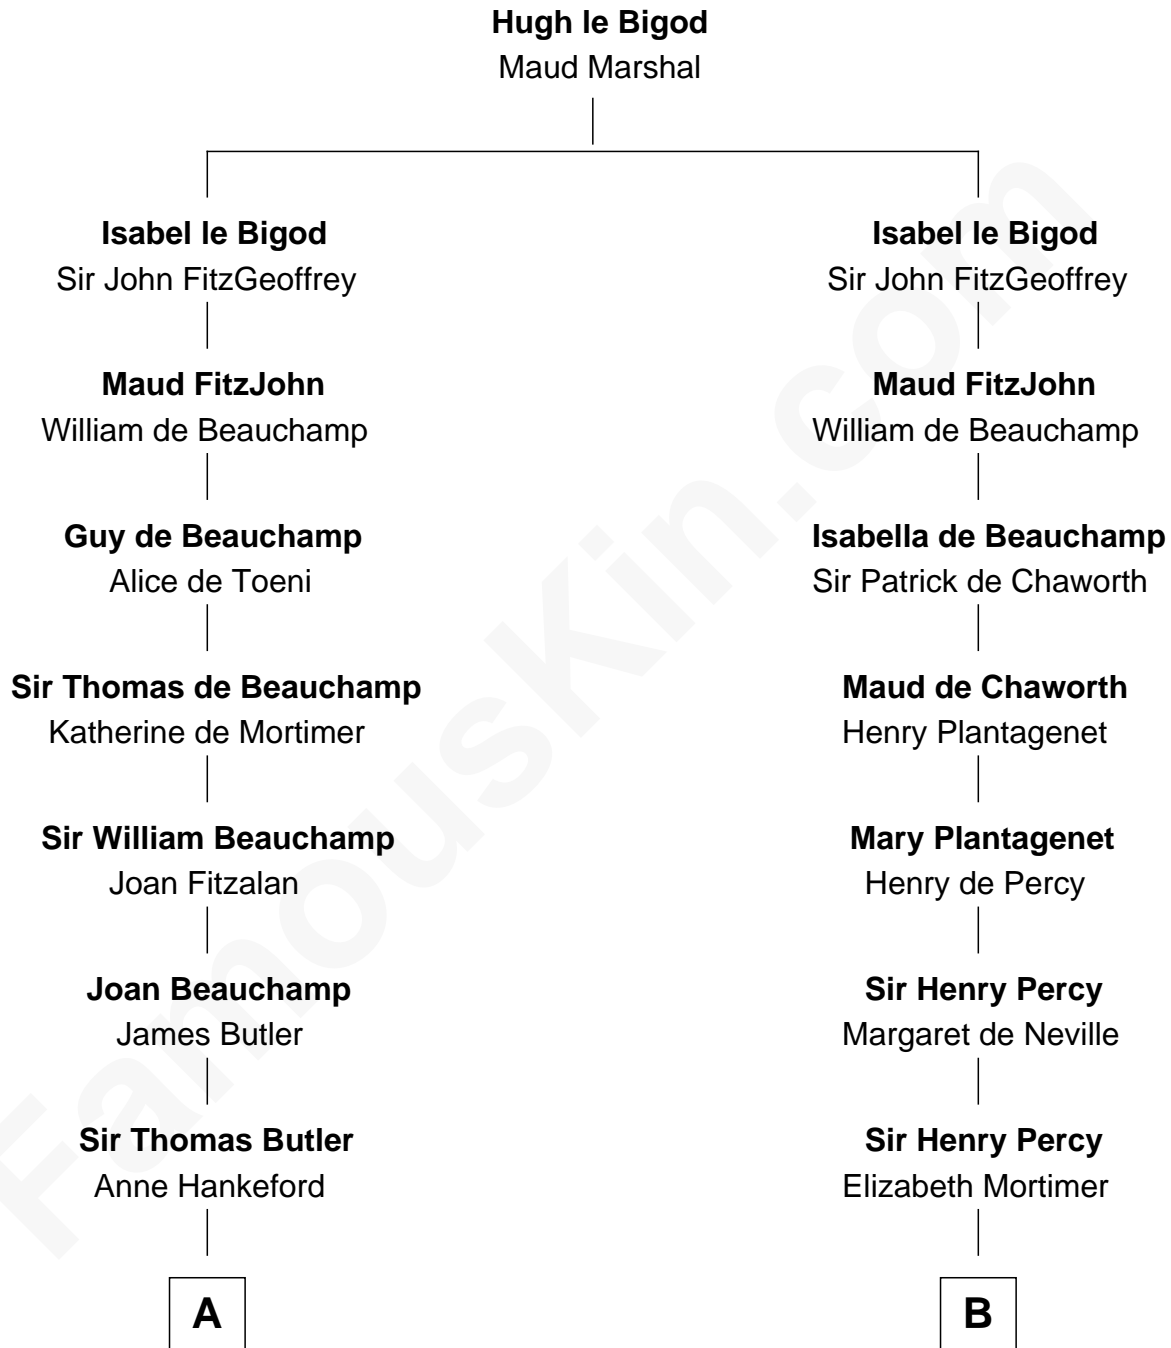 Hugh le Bigod
Maud Marshal
Isabel le Bigod
Sir John FitzGeoffrey
Maud FitzJohn
William de Beauchamp
Guy de Beauchamp
Alice de Toeni
Sir Thomas de Beauchamp
Katherine de Mortimer
Sir William Beauchamp
Joan Fitzalan
Joan Beauchamp
James Butler
Sir Thomas Butler
Anne Hankeford
A
Isabel le Bigod
Sir John FitzGeoffrey
Maud FitzJohn
William de Beauchamp
Isabella de Beauchamp
Sir Patrick de Chaworth
Maud de Chaworth
Henry Plantagenet
Mary Plantagenet
Henry de Percy
Sir Henry Percy
Margaret de Neville
Sir Henry Percy
Elizabeth Mortimer
B
FamousKin.com